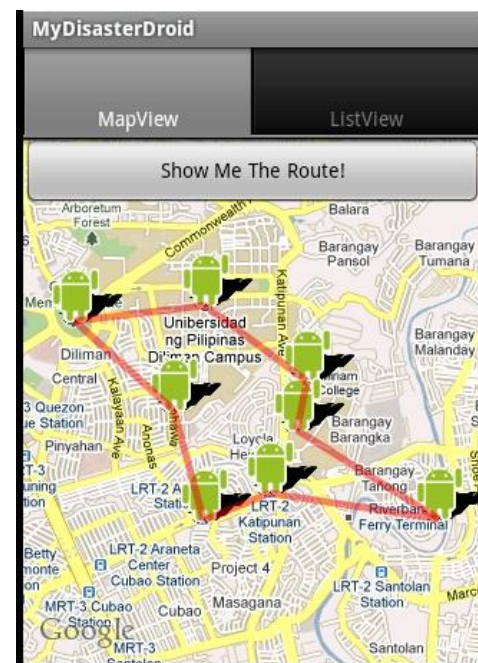 MyDisasterDroid
MapView
ListView
Show Me The Route!
Arboretum
Forest
Commonwealth
Balara
Barangay
Pansol
Barangay
Tumana
Katipunan Ave
Unibersidad
ng Pilipinas
Diliman Campus
Diliman
Barangay
Malanday
Central
College
3 Quezon
Station
Kalayaan Ave
Anonas
Pinyahan
Loyola
Barangay
Barangka
Barangay
Tañong
LRT-2
LRT-2
Katipunan
Station
Ferry Terminal
LRT-2 Araneta
Center
Cubao Station
Betty
Project 4
LRT-2 Santolan
Station
Masagana
Cubao
MRT-3 Cubao
Station
MRT-3
Google
Santolan